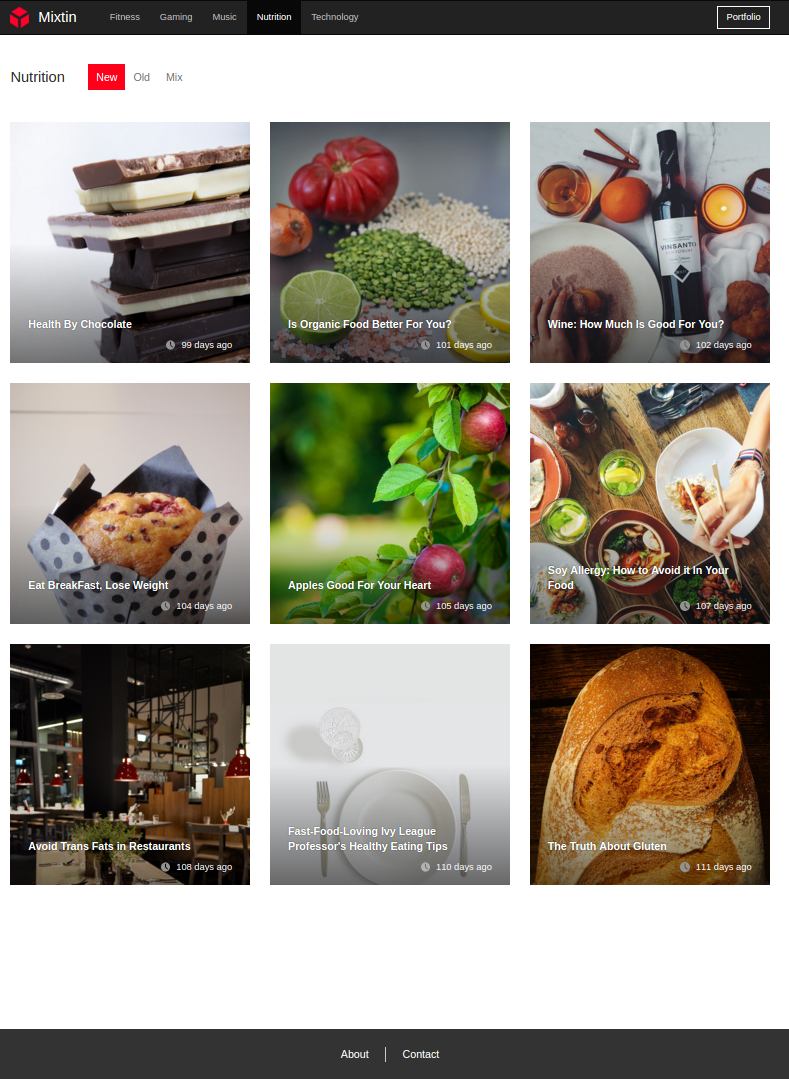 Mixtin
Fitness
Gaming
Music
Nutrition
Technology
Portfolio
Nutrition
New
Old
Mix
Health By Chocolate
99 days ago
Is Organic Food Better For You?
101 days ago
VINSANTO
Wine: How Much Is Good For You?
102 days ago
Eat BreakFast, Lose Weight
104 days ago
Apples Good For Your Heart
105 days ago
Soy Allergy: How to Avoid it In Your
Food
107 days ago
Avoid Trans Fats in Restaurants
108 days ago
Fast-Food-Loving Ivy League
Professor's Healthy Eating Tips
110 days ago
The Truth About Gluten
111 days ago
About
Contact